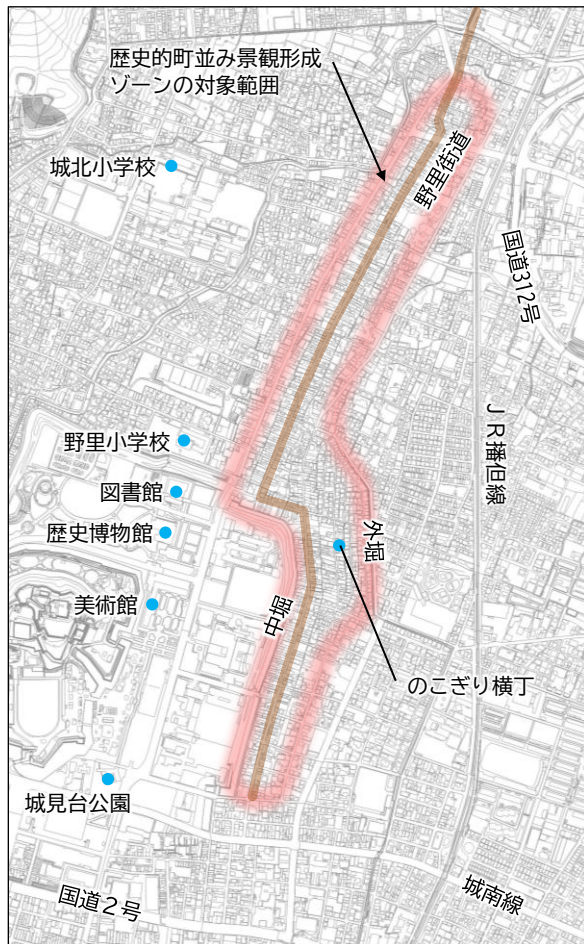 歴史的町並み景観形成
ゾーンの対象範囲
城北小学校
野里街道
国道312号
野里小学校
JR播但線
図書館
歴史博物館
外堀
美術館
中堀
のこぎり横丁
城見台公園
国道2号
城南線